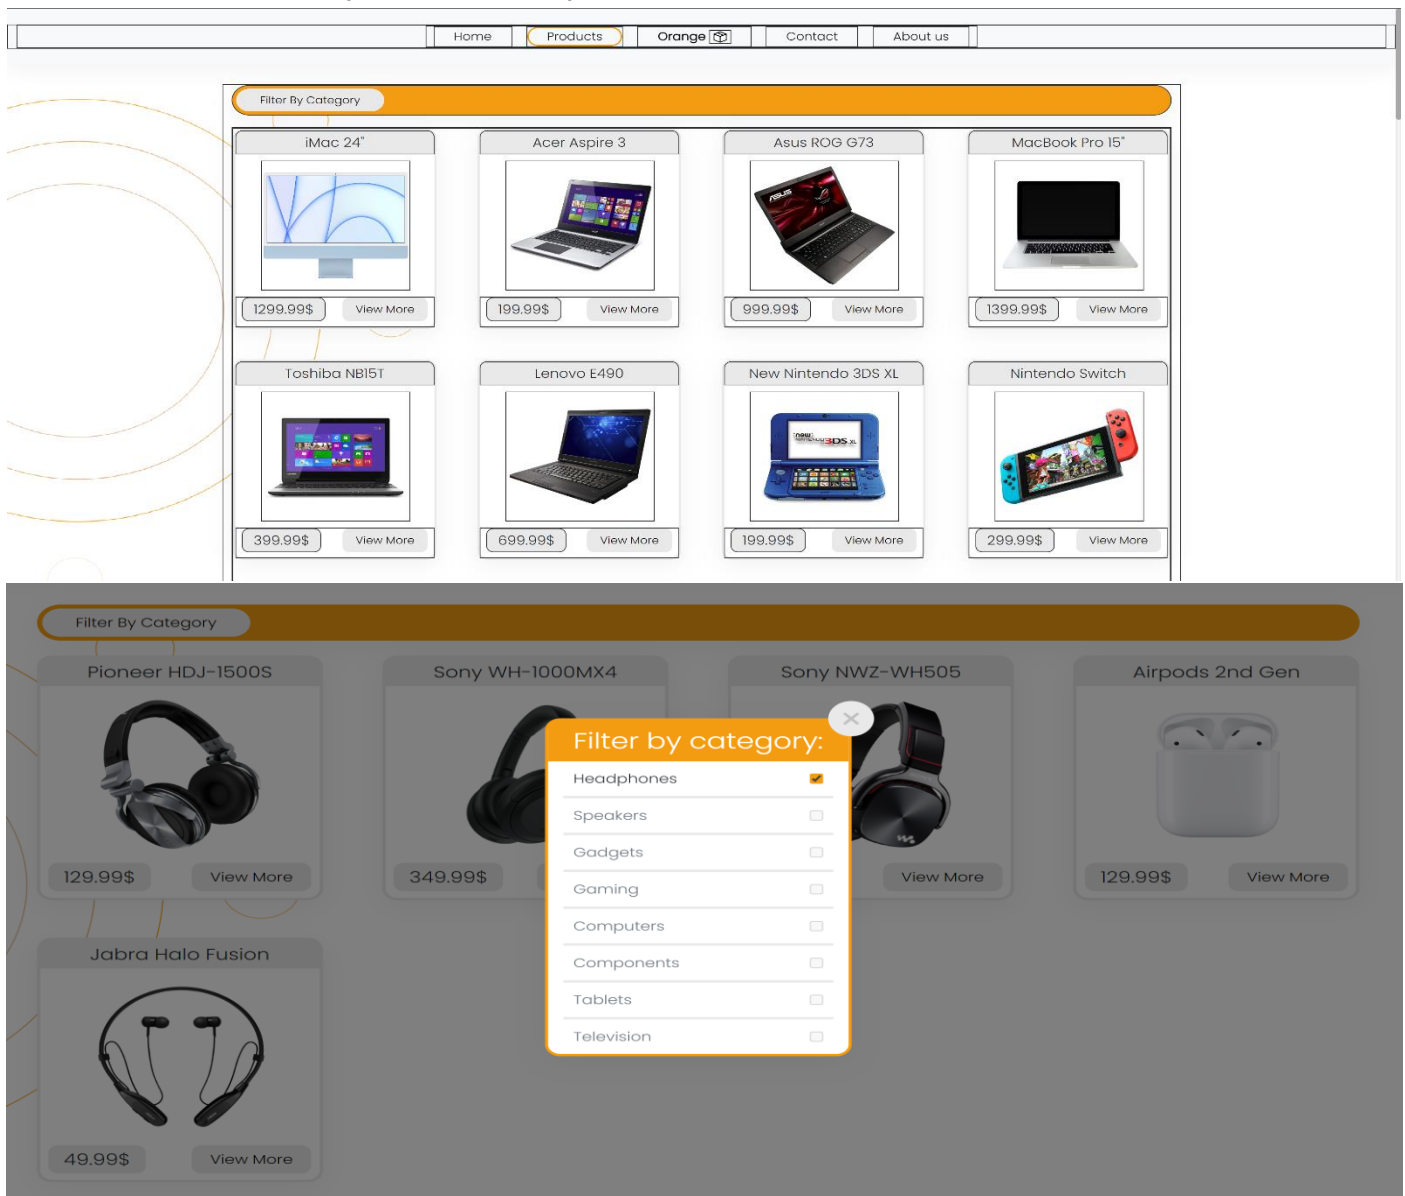 Home Products Orange Contact About us
Filter By Category
iMac 24" Acer Aspire 3 Asus ROG G73 MacBook Pro 15"
ASUS
1299.99$ View More 199.99$ View More 999.99$ View More 1399.99$ View More
Toshiba NB15T Lenovo E490 New Nintendo 3DS XL Nintendo Switch
new
3DS XL
399.99$ View More 699.99$ View More 199.99$ View More 299.99$ View More
Filter By Category
Pioneer HDJ-1500S Sony WH-1000MX4 Sony NWZ-WH505 Airpods 2nd Gen
Filter by category:
Headphones
Speakers
Gadgets
Gaming
Computers
Components
Tablets
Television
129.99$ View More 349.99$ View More 129.99$ View More
Jabra Halo Fusion
49.99$ View More